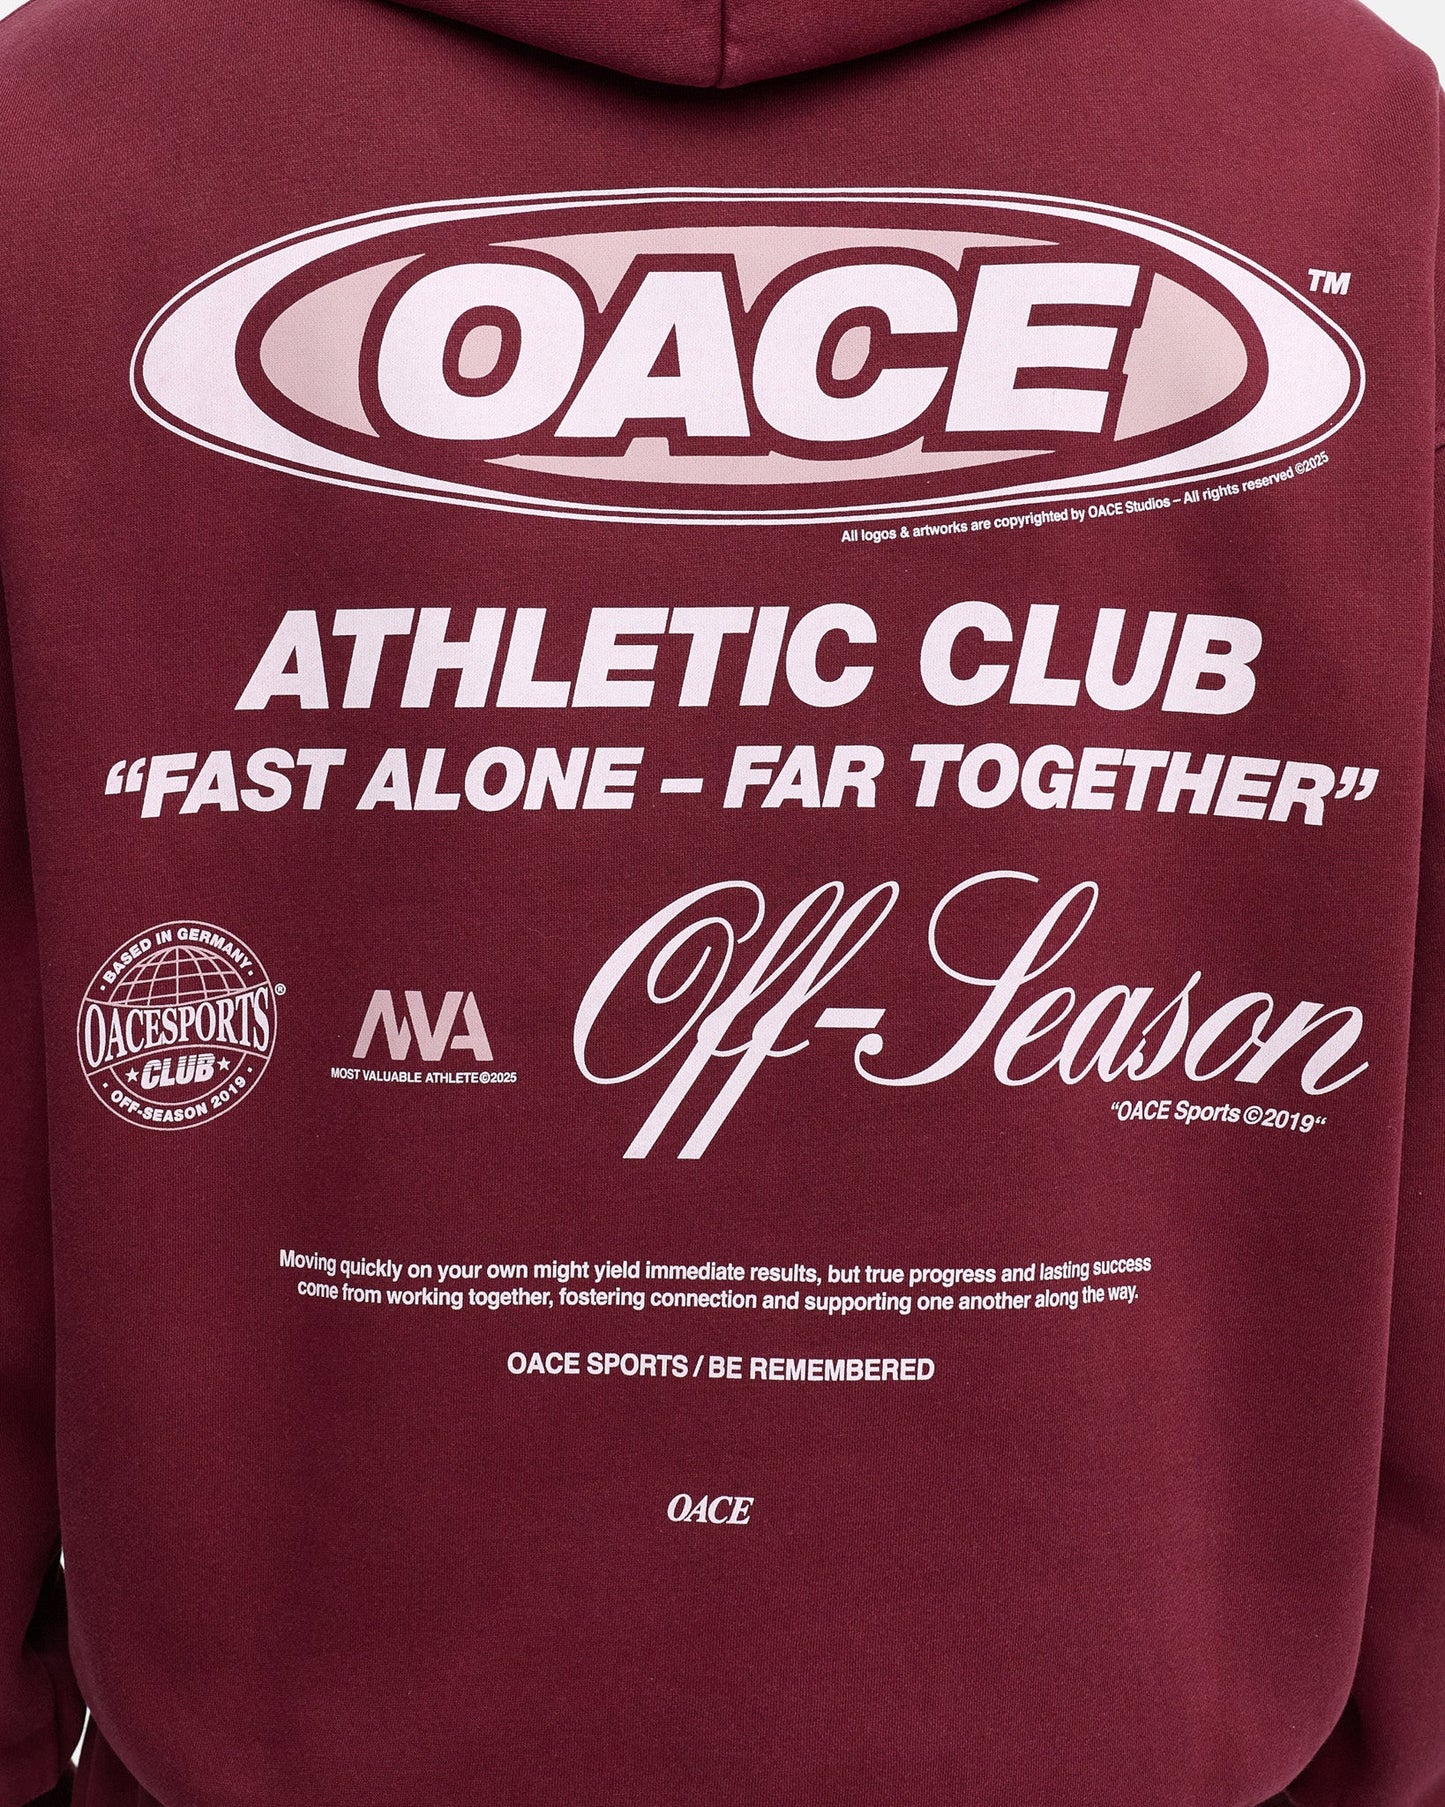 OACE
TM
All logos & artworks are copyrighted by OACE Studios – All rights reserved ©2025
ATHLETIC CLUB
“FAST ALONE – FAR TOGETHER”
· BASED IN GERMANY ·
OACESPORTS®
★ CLUB ★
· OFF-SEASON 2019 ·
MVA
MOST VALUABLE ATHLETE©2025
Off-Season
“OACE Sports ©2019“
Moving quickly on your own might yield immediate results, but true progress and lasting success
come from working together, fostering connection and supporting one another along the way.
OACE SPORTS / BE REMEMBERED
OACE